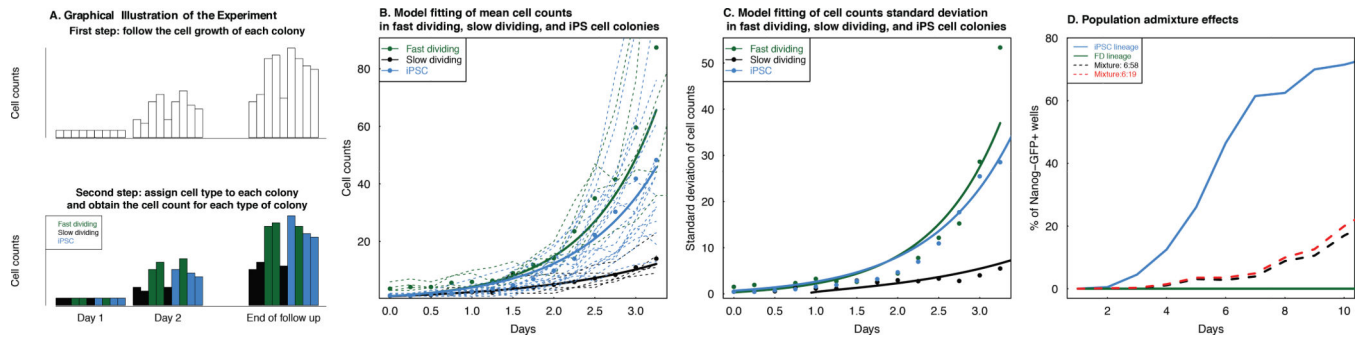 A. Graphical Illustration of the Experiment
First step: follow the cell growth of each colony
Cell counts
Second step: assign cell type to each colony
and obtain the cell count for each type of colony
Fast dividing
Slow dividing
iPSC
Cell counts
Day 1
Day 2
End of follow up
B. Model fitting of mean cell counts
in fast dividing, slow dividing, and iPS cell colonies
Fast dividing
Slow dividing
iPSC
Cell counts
80
60
40
20
0.0
0.5
1.0
1.5
2.0
2.5
3.0
Days
C. Model fitting of cell counts standard deviation
in fast dividing, slow dividing, and iPS cell colonies
Fast dividing
Slow dividing
iPSC
Standard deviation of cell counts
50
40
30
20
10
0
0.0
0.5
1.0
1.5
2.0
2.5
3.0
Days
D. Population admixture effects
iPSC lineage
FD lineage
Mixture: 6:58
Mixture:6:19
% of Nanog−GFP+ wells
80
60
40
20
0
2
4
6
8
10
Days